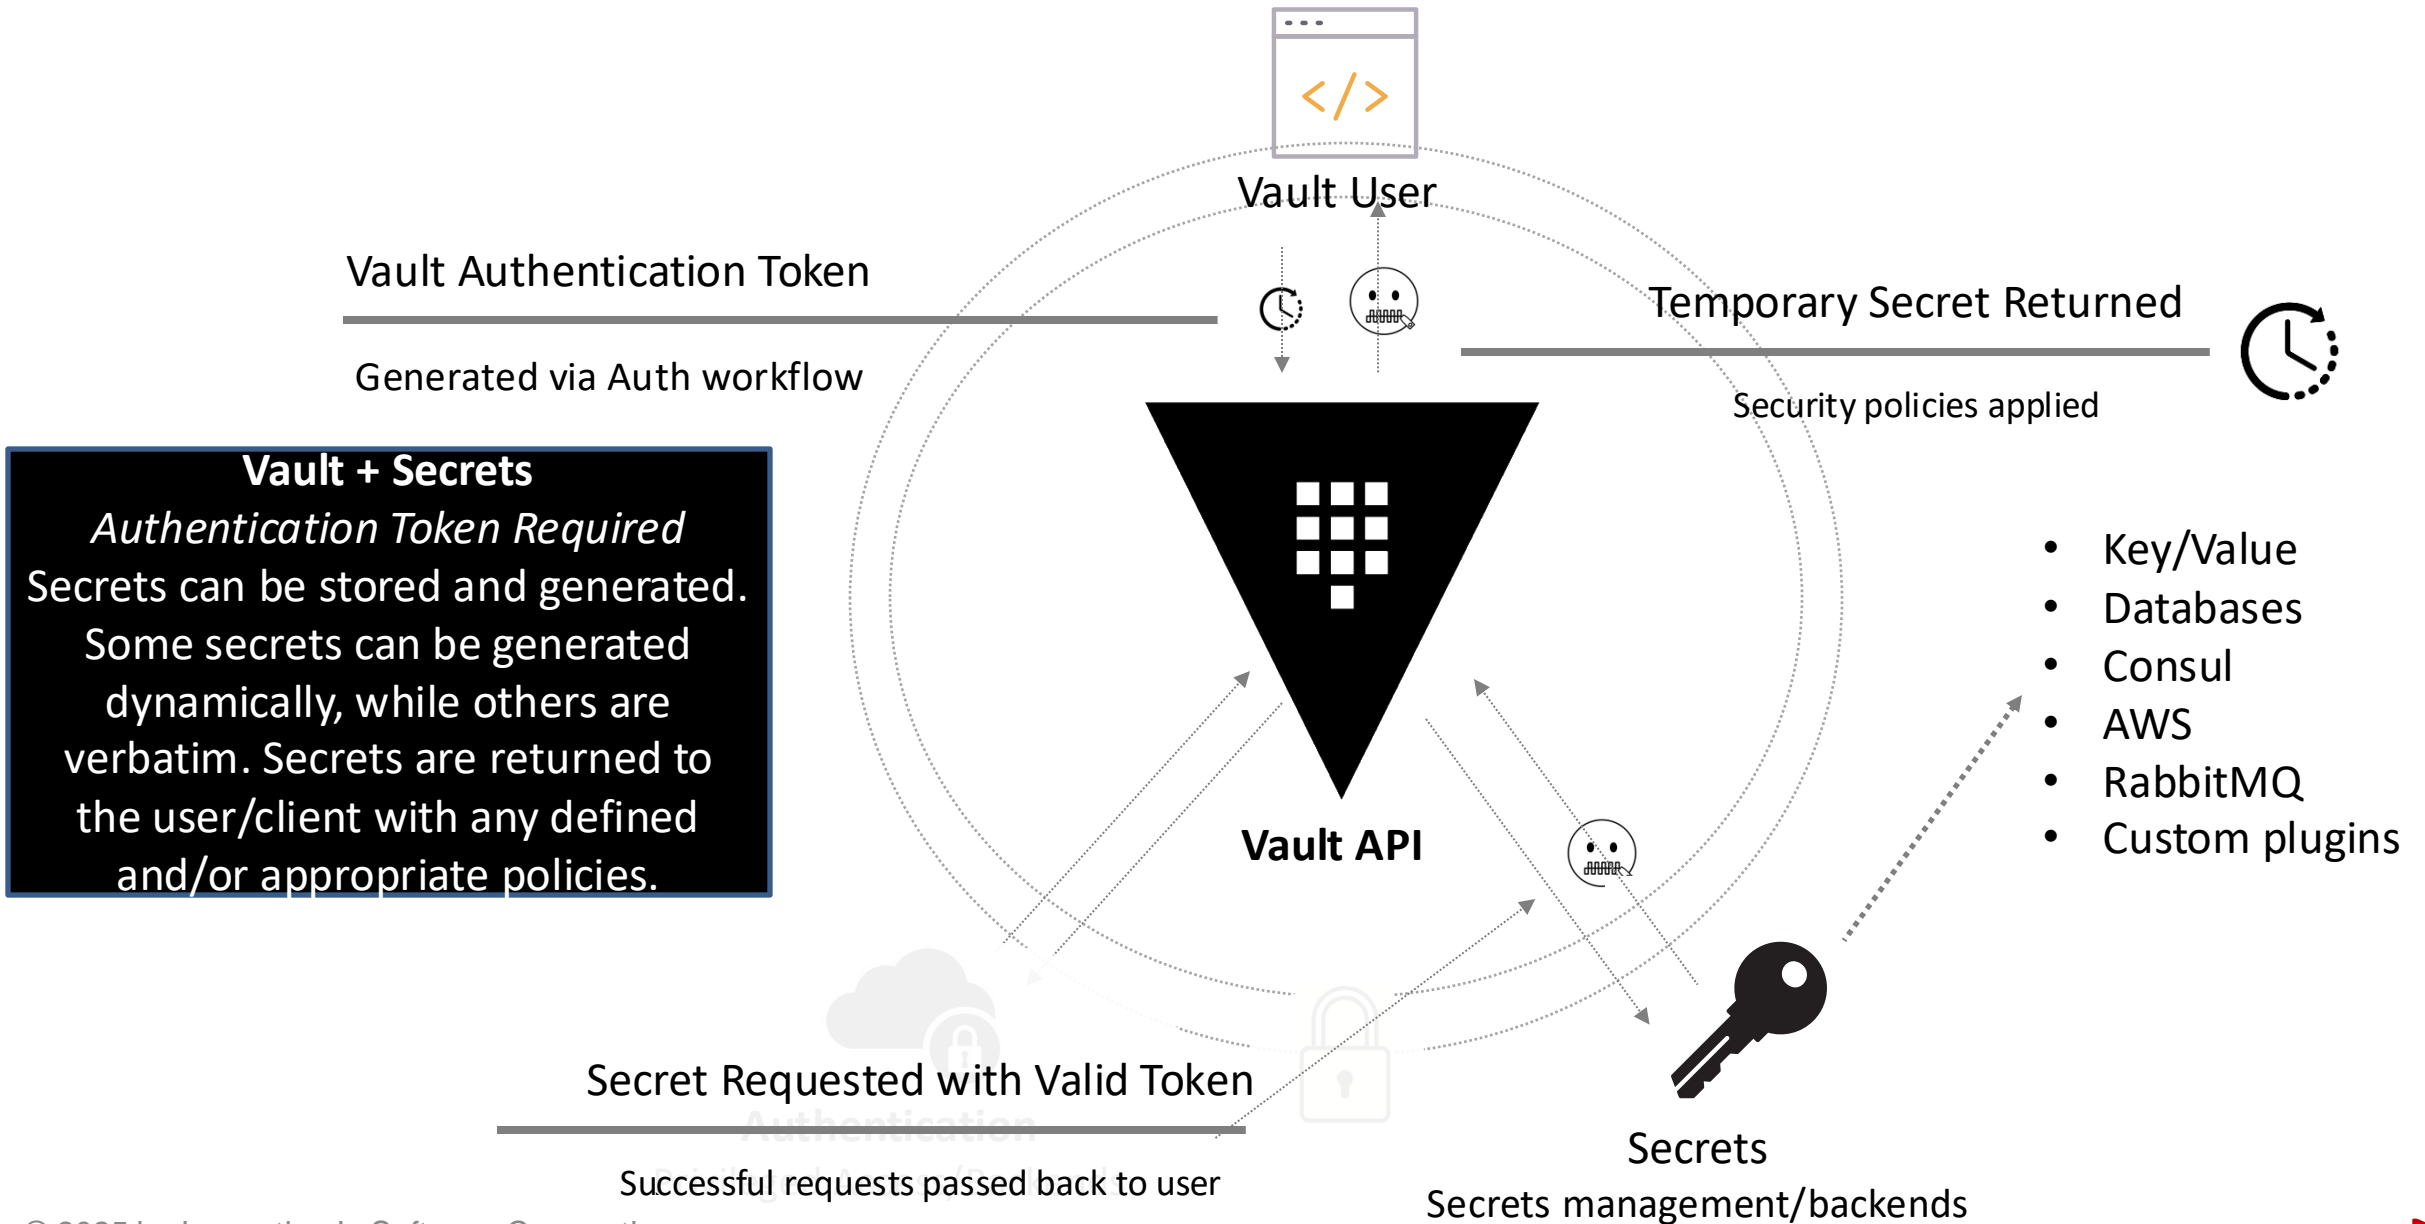 Vault User
Vault Authentication Token
Generated via Auth workflow
Temporary Secret Returned
Security policies applied
Vault + Secrets
Authentication Token Required
Secrets can be stored and generated.
Some secrets can be generated
dynamically, while others are
verbatim. Secrets are returned to
the user/client with any defined
and/or appropriate policies.
• Key/Value
• Databases
• Consul
• AWS
• RabbitMQ
• Custom plugins
Vault API
Secret Requested with Valid Token
Authentication
Successful requests passed back to user
Secrets
Secrets management/backends